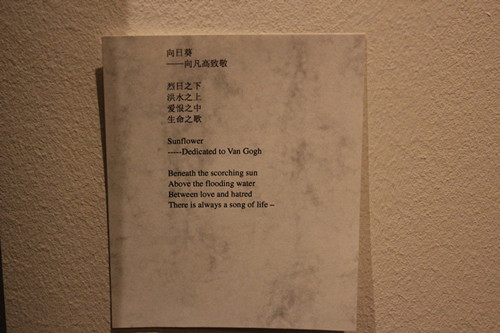 向日葵
——向凡高致敬
烈日之下
洪水之上
爱恨之中
生命之歌
Sunflower
-----Dedicated to Van Gogh
Beneath the scorching sun
Above the flooding water
Between love and hatred
There is always a song of life –